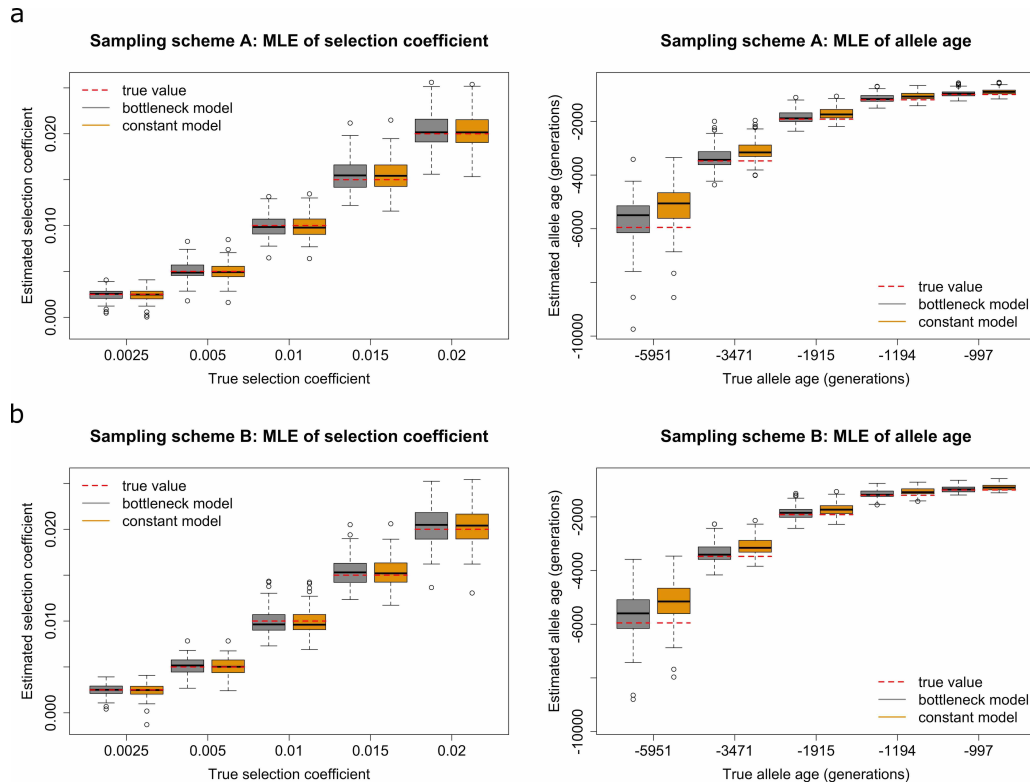 a
Sampling scheme A: MLE of selection coefficient
Estimated selection coefficient
0.000
0.010
0.020
true value
bottleneck model
constant model
0.0025 0.005 0.01 0.015 0.02
True selection coefficient
Sampling scheme A: MLE of allele age
Estimated allele age (generations)
-2000
-4000
-6000
-10000
true value
bottleneck model
constant model
-5951 -3471 -1915 -1194 -997
True allele age (generations)
b
Sampling scheme B: MLE of selection coefficient
Estimated selection coefficient
0.000
0.010
0.020
true value
bottleneck model
constant model
0.0025 0.005 0.01 0.015 0.02
True selection coefficient
Sampling scheme B: MLE of allele age
Estimated allele age (generations)
-2000
-4000
-6000
-10000
true value
bottleneck model
constant model
-5951 -3471 -1915 -1194 -997
True allele age (generations)